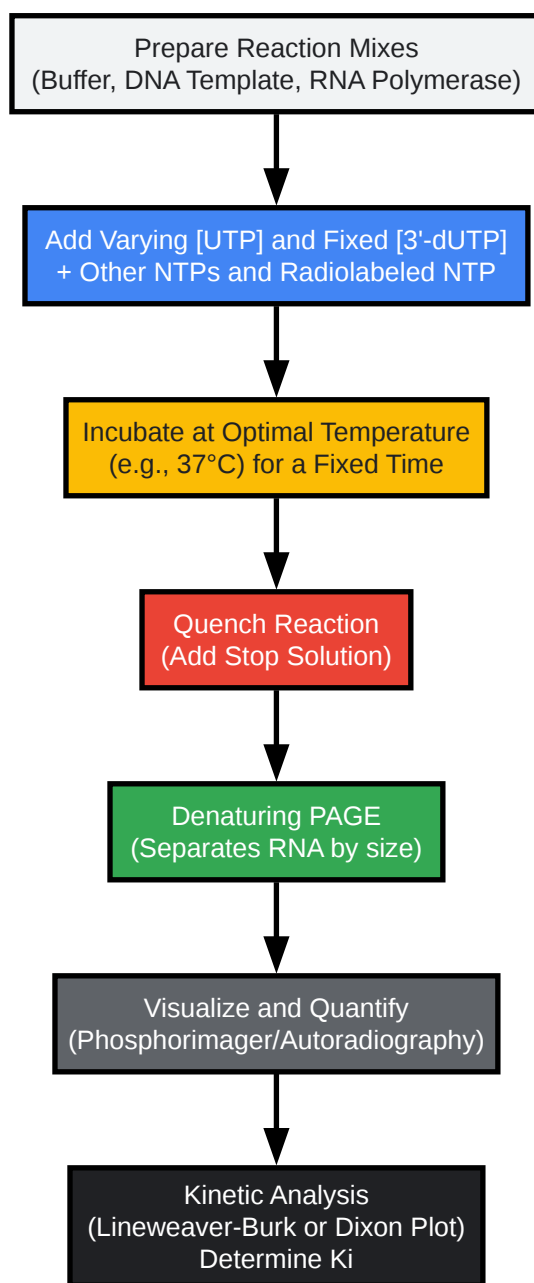 Prepare Reaction Mixes
(Buffer, DNA Template, RNA Polymerase)
Add Varying [UTP] and Fixed [3'-dUTP]
+ Other NTPs and Radiolabeled NTP
Incubate at Optimal Temperature
(e.g., 37°C) for a Fixed Time
Quench Reaction
(Add Stop Solution)
Denaturing PAGE
(Separates RNA by size)
Visualize and Quantify
(Phosphorimager/Autoradiography)
Kinetic Analysis
(Lineweaver-Burk or Dixon Plot)
Determine Ki